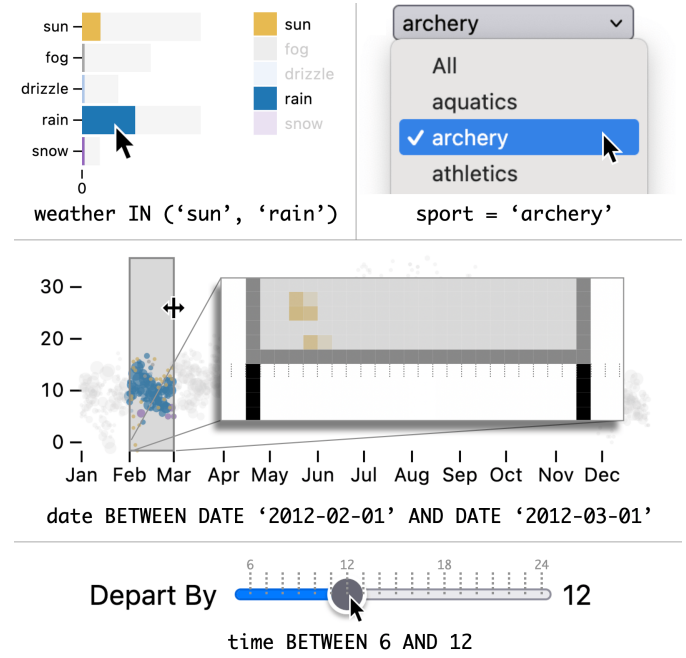 sun
fog
drizzle
rain
snow
0
sun
fog
drizzle
rain
snow
weather IN (‘sun’, ‘rain’)
archery
All
aquatics
✓ archery
athletics
sport = ‘archery’
30
20
10
0
Jan Feb Mar Apr May Jun Jul Aug Sep Oct Nov Dec
date BETWEEN DATE ‘2012-02-01’ AND DATE ‘2012-03-01’
6 12 18 24
Depart By 12
time BETWEEN 6 AND 12